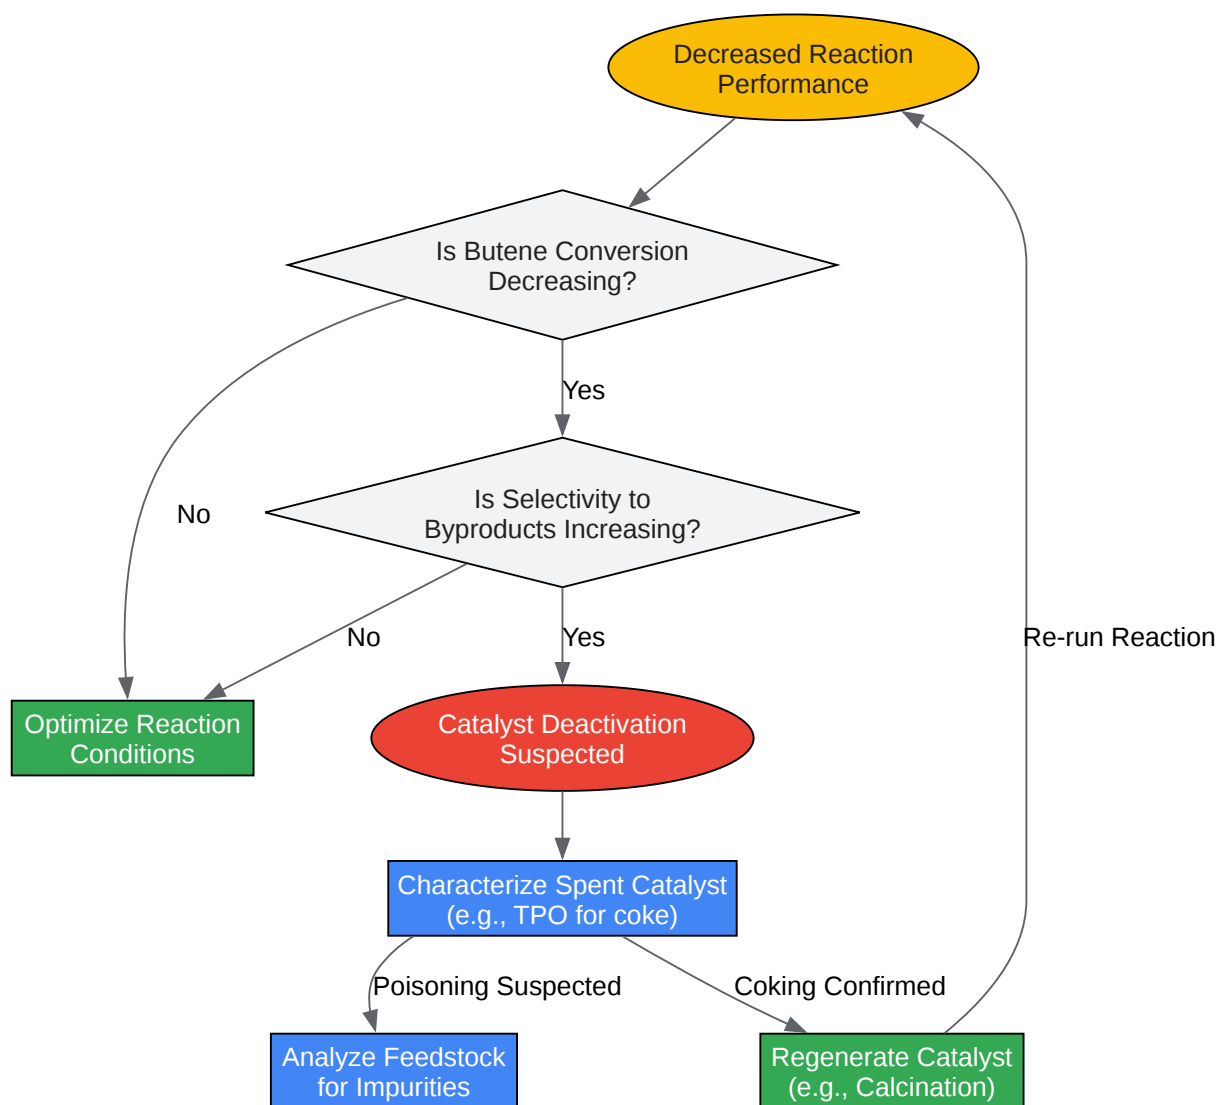 Decreased Reaction
Performance
Is Butene Conversion
Decreasing?
Yes
Is Selectivity to
Byproducts Increasing?
No
No
Yes
Re-run Reaction
Optimize Reaction
Conditions
Catalyst Deactivation
Suspected
Characterize Spent Catalyst
(e.g., TPO for coke)
Poisoning Suspected
Coking Confirmed
Analyze Feedstock
for Impurities
Regenerate Catalyst
(e.g., Calcination)